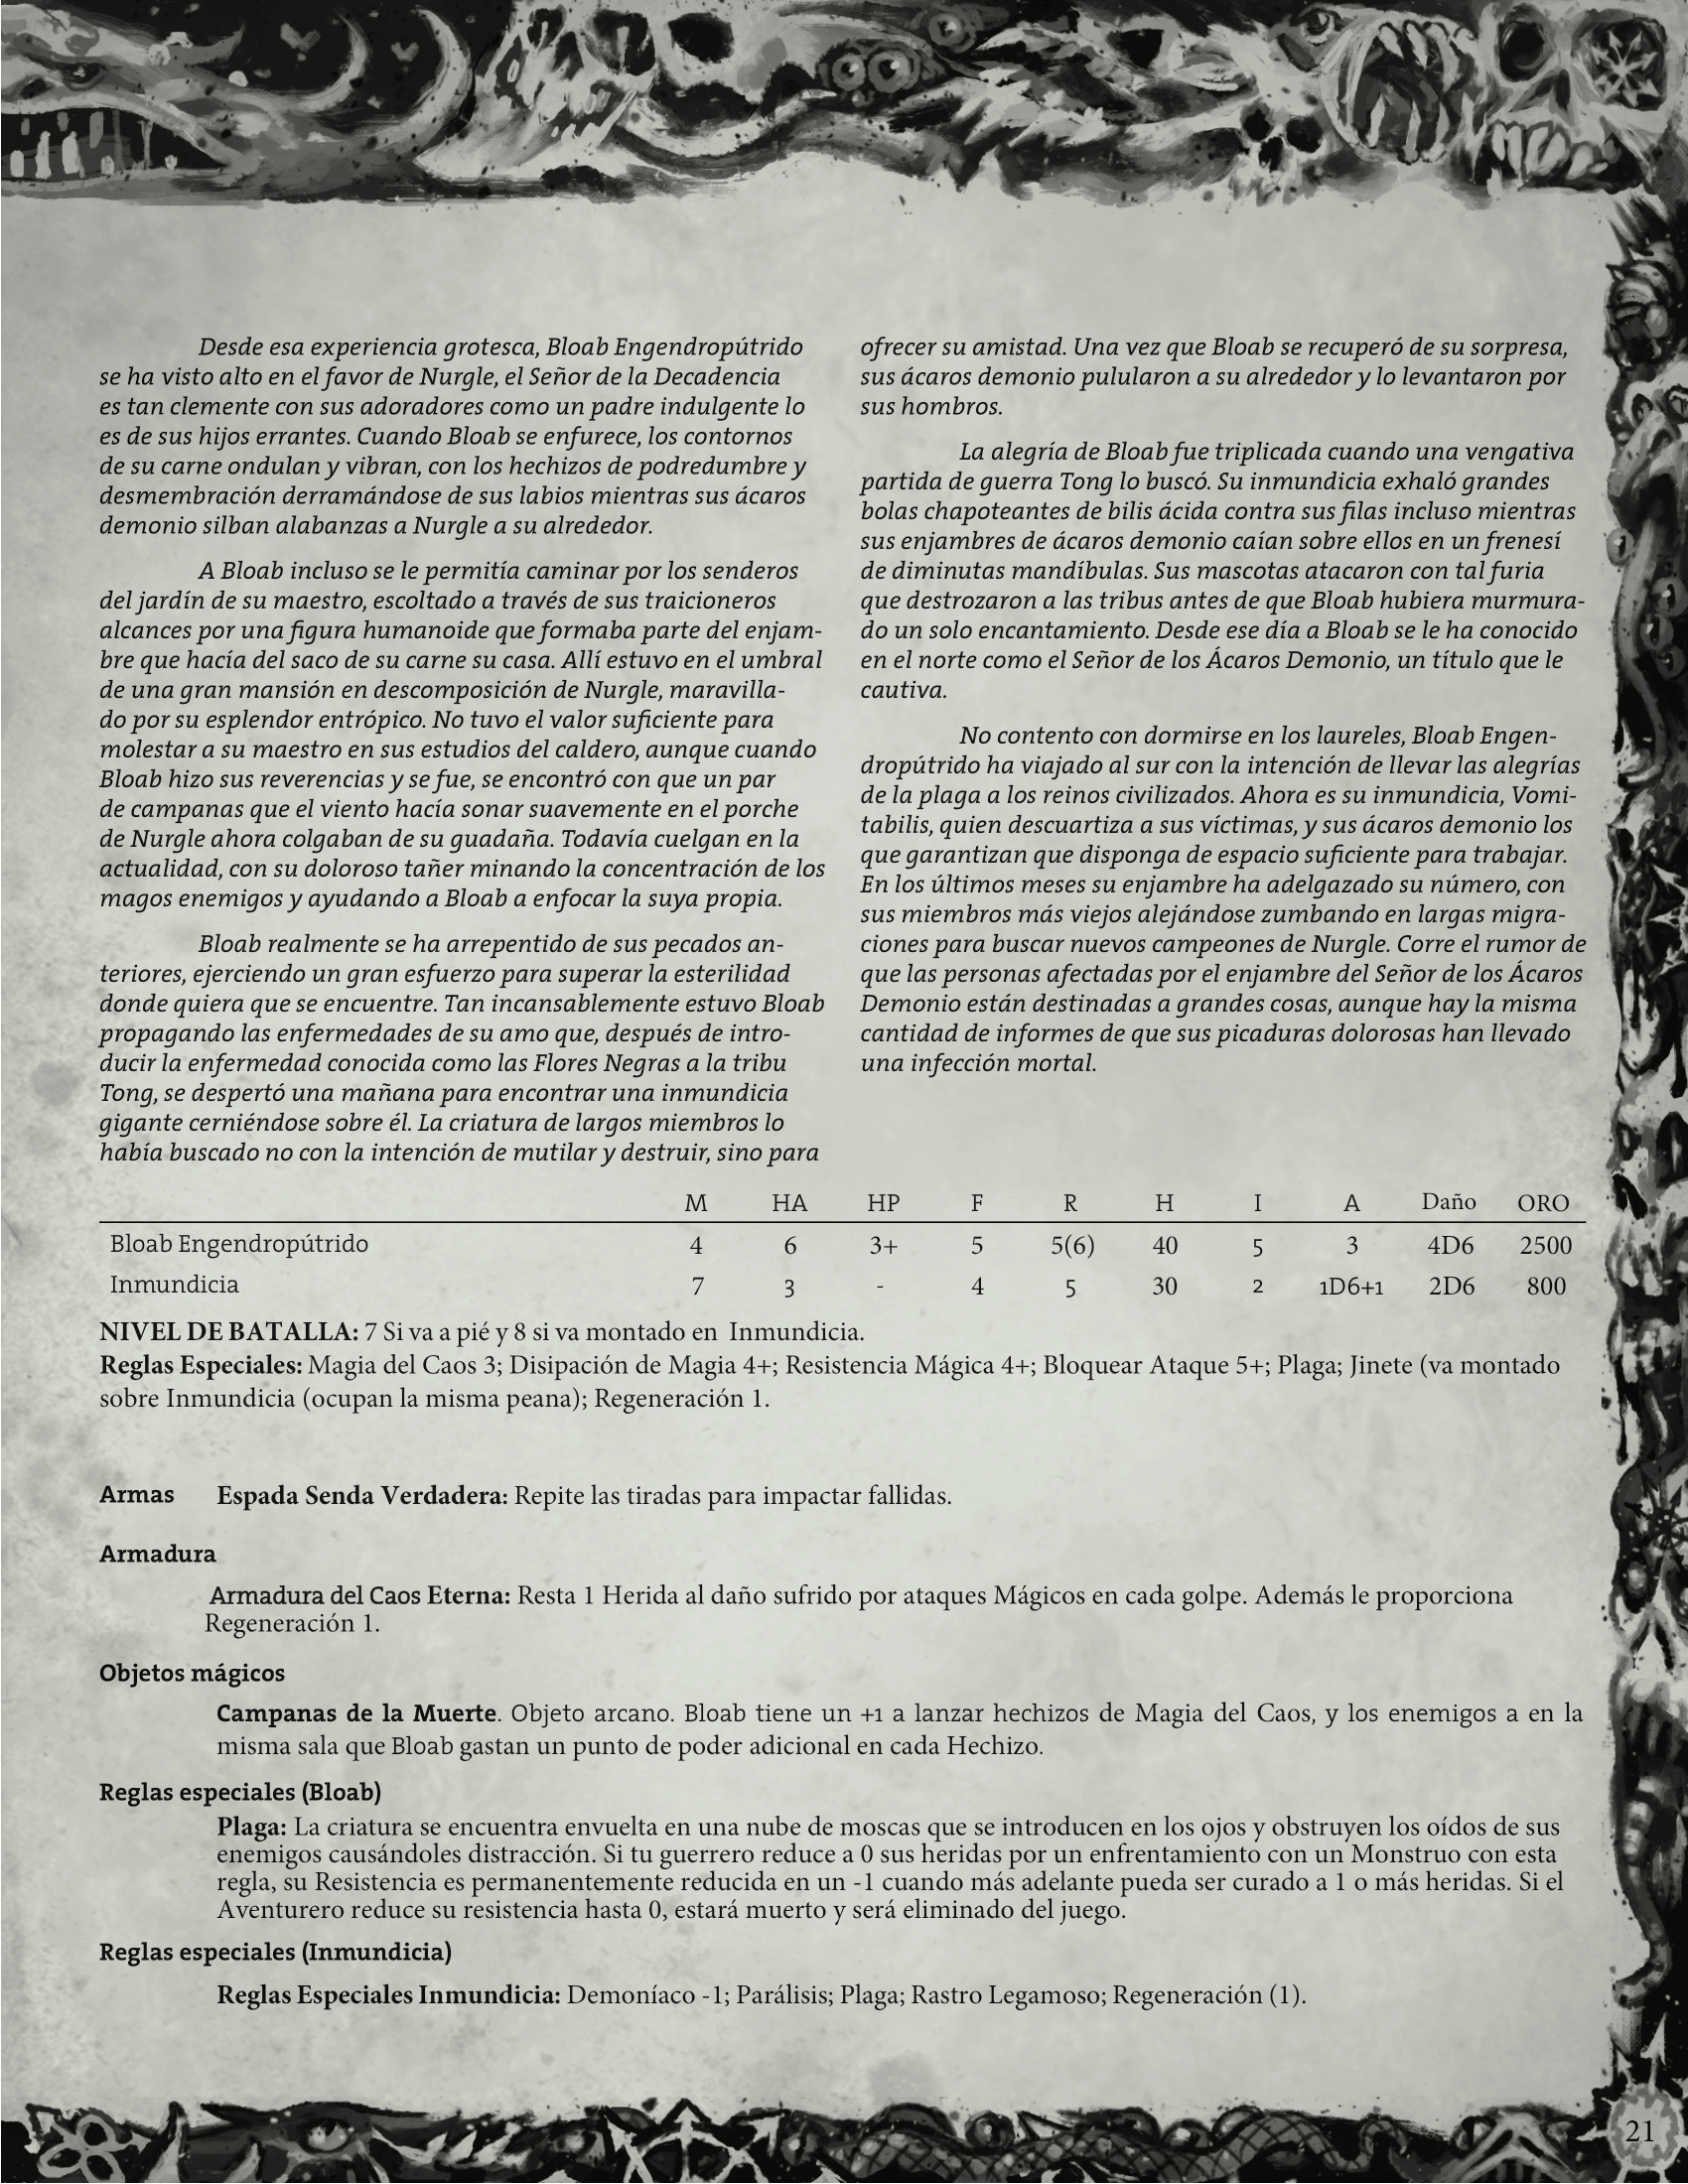 Desde esa experiencia grotesca, Bloab Engendropútrido
se ha visto alto en el favor de Nurgle, el Señor de la Decadencia
es tan clemente con sus adoradores como un padre indulgente lo
es de sus hijos errantes. Cuando Bloab se enfurece, los contornos
de su carne ondulan y vibran, con los hechizos de podredumbre y
desmembración derramándose de sus labios mientras sus ácaros
demonio silban alabanzas a Nurgle a su alrededor.
A Bloab incluso se le permitía caminar por los senderos
del jardín de su maestro, escoltado a través de sus traicioneros
alcances por una figura humanoide que formaba parte del enjam-
bre que hacía del saco de su carne su casa. Allí estuvo en el umbral
de una gran mansión en descomposición de Nurgle, maravilla-
do por su esplendor entrópico. No tuvo el valor suficiente para
molestar a su maestro en sus estudios del caldero, aunque cuando
Bloab hizo sus reverencias y se fue, se encontró con que un par
de campanas que el viento hacía sonar suavemente en el porche
de Nurgle ahora colgaban de su guadaña. Todavía cuelgan en la
actualidad, con su doloroso tañer minando la concentración de los
magos enemigos y ayudando a Bloab a enfocar la suya propia.
Bloab realmente se ha arrepentido de sus pecados an-
teriores, ejerciendo un gran esfuerzo para superar la esterilidad
donde quiera que se encuentre. Tan incansablemente estuvo Bloab
propagando las enfermedades de su amo que, después de intro-
ducir la enfermedad conocida como las Flores Negras a la tribu
Tong, se despertó una mañana para encontrar una inmundicia
gigante cerniéndose sobre él. La criatura de largos miembros lo
había buscado no con la intención de mutilar y destruir, sino para
ofrecer su amistad. Una vez que Bloab se recuperó de su sorpresa,
sus ácaros demonio pulularon a su alrededor y lo levantaron por
sus hombros.
La alegría de Bloab fue triplicada cuando una vengativa
partida de guerra Tong lo buscó. Su inmundicia exhaló grandes
bolas chapoteantes de bilis ácida contra sus filas incluso mientras
sus enjambres de ácaros demonio caían sobre ellos en un frenesí
de diminutas mandíbulas. Sus mascotas atacaron con tal furia
que destrozaron a las tribus antes de que Bloab hubiera murmura-
do un solo encantamiento. Desde ese día a Bloab se le ha conocido
en el norte como el Señor de los Ácaros Demonio, un título que le
cautiva.
No contento con dormirse en los laureles, Bloab Engen-
dropútrido ha viajado al sur con la intención de llevar las alegrías
de la plaga a los reinos civilizados. Ahora es su inmundicia, Vomi-
tabilis, quien descuartiza a sus víctimas, y sus ácaros demonio los
que garantizan que disponga de espacio suficiente para trabajar.
En los últimos meses su enjambre ha adelgazado su número, con
sus miembros más viejos alejándose zumbando en largas migra-
ciones para buscar nuevos campeones de Nurgle. Corre el rumor de
que las personas afectadas por el enjambre del Señor de los Ácaros
Demonio están destinadas a grandes cosas, aunque hay la misma
cantidad de informes de que sus picaduras dolorosas han llevado
una infección mortal.
M HA HP F R H I A Daño ORO
Bloab Engendropútrido 4 6 3+ 5 5(6) 40 5 3 4D6 2500
Inmundicia 7 3 - 4 5 30 2 1D6+1 2D6 800
NIVEL DE BATALLA: 7 Si va a pié y 8 si va montado en Inmundicia.
Reglas Especiales: Magia del Caos 3; Disipación de Magia 4+; Resistencia Mágica 4+; Bloquear Ataque 5+; Plaga; Jinete (va montado
sobre Inmundicia (ocupan la misma peana); Regeneración 1.
Armas Espada Senda Verdadera: Repite las tiradas para impactar fallidas.
Armadura
Armadura del Caos Eterna: Resta 1 Herida al daño sufrido por ataques Mágicos en cada golpe. Además le proporciona
Regeneración 1.
Objetos mágicos
Campanas de la Muerte. Objeto arcano. Bloab tiene un +1 a lanzar hechizos de Magia del Caos, y los enemigos a en la
misma sala que Bloab gastan un punto de poder adicional en cada Hechizo.
Reglas especiales (Bloab)
Plaga: La criatura se encuentra envuelta en una nube de moscas que se introducen en los ojos y obstruyen los oídos de sus
enemigos causándoles distracción. Si tu guerrero reduce a 0 sus heridas por un enfrentamiento con un Monstruo con esta
regla, su Resistencia es permanentemente reducida en un -1 cuando más adelante pueda ser curado a 1 o más heridas. Si el
Aventurero reduce su resistencia hasta 0, estará muerto y será eliminado del juego.
Reglas especiales (Inmundicia)
Reglas Especiales Inmundicia: Demoníaco -1; Parálisis; Plaga; Rastro Legamoso; Regeneración (1).
21